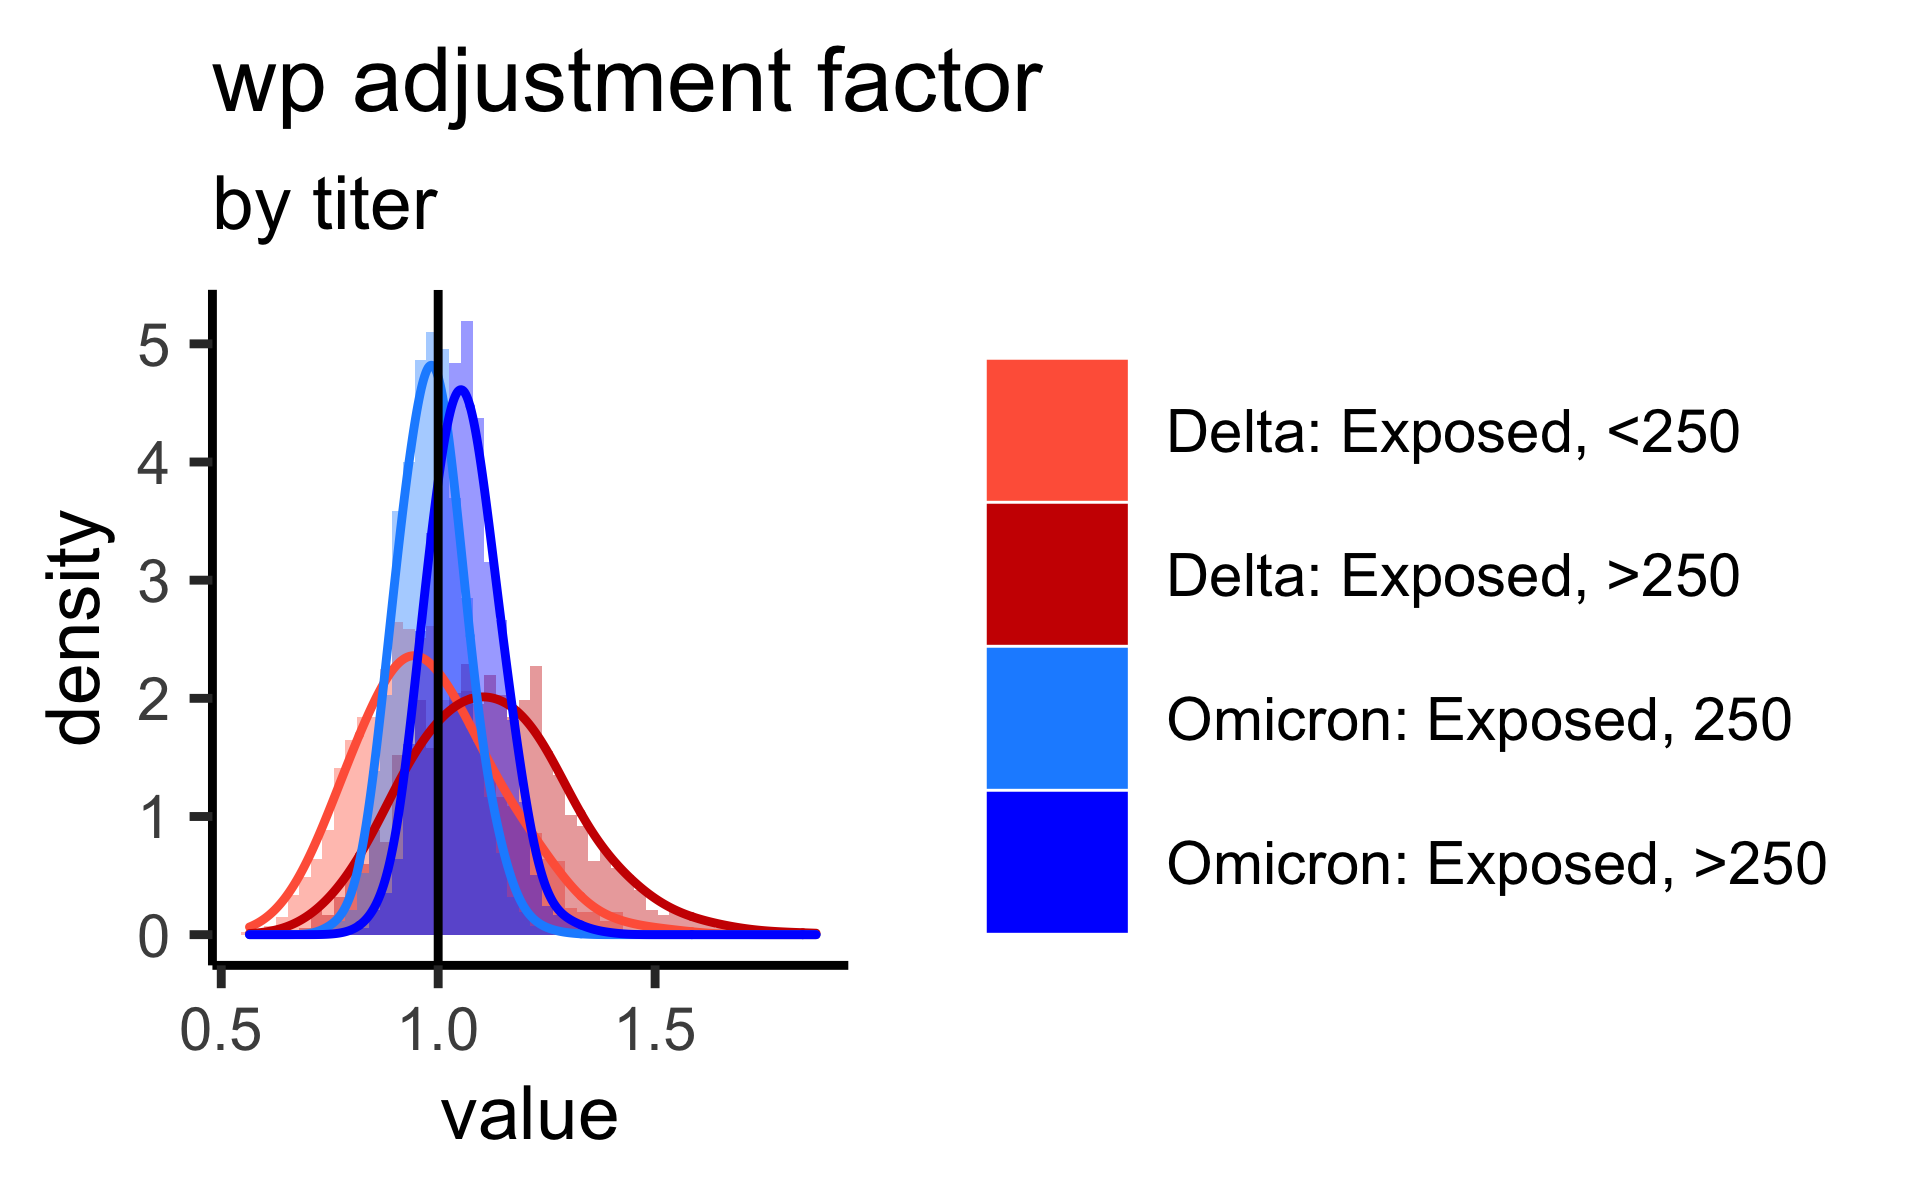 wp adjustment factor
by titer
density
5
4
3
2
1
0
0.5 1.0 1.5
value
Delta: Exposed, <250
Delta: Exposed, >250
Omicron: Exposed, 250
Omicron: Exposed, >250